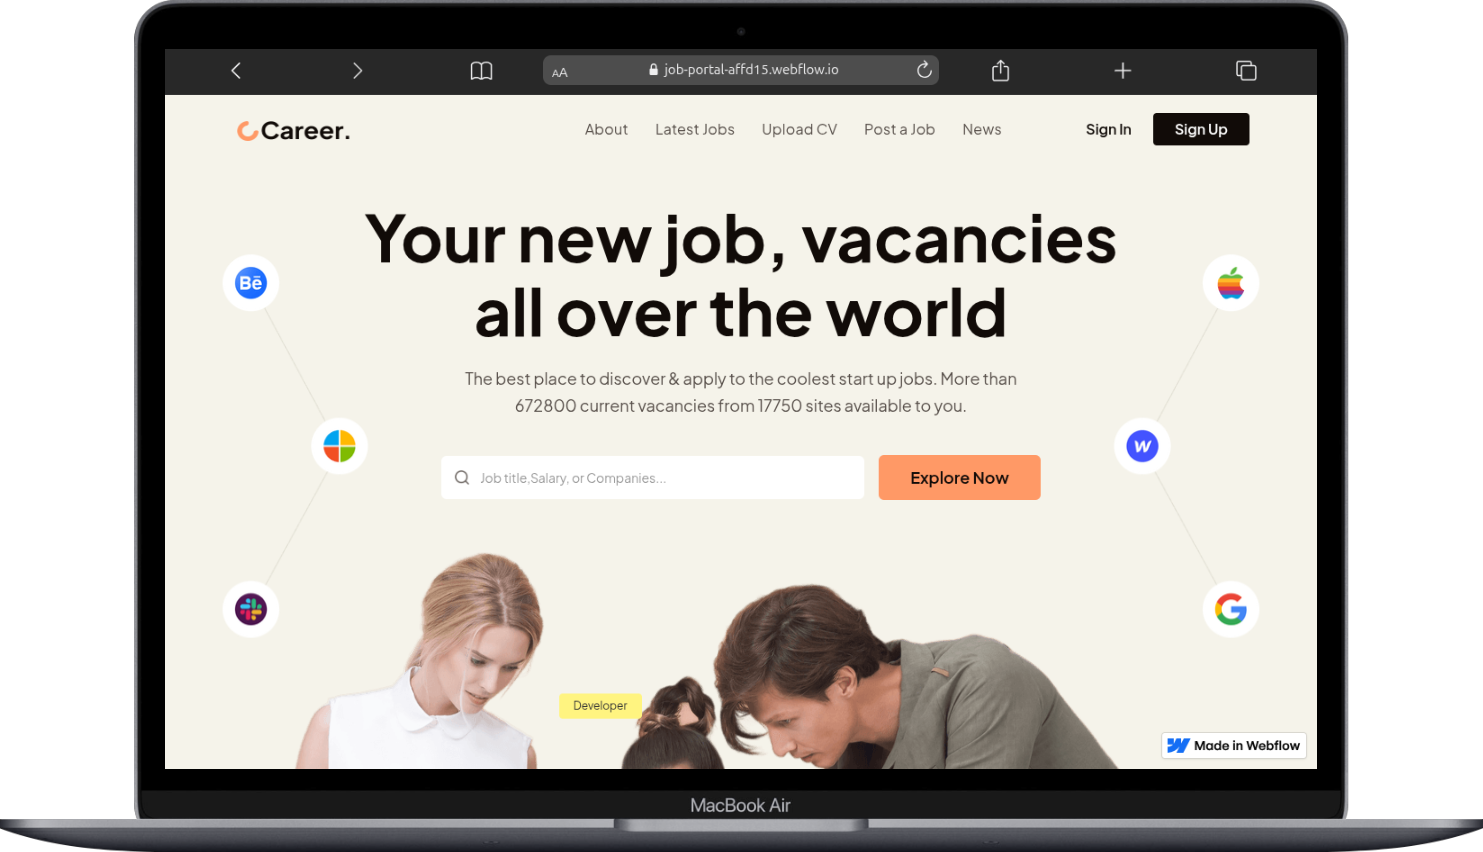 AA job-portal-affd15.webflow.io
Career.
About Latest Jobs Upload CV Post a Job News Sign In Sign Up
Your new job, vacancies
all over the world
The best place to discover & apply to the coolest start up jobs. More than
672800 current vacancies from 17750 sites available to you.
Job title,Salary, or Companies...
Explore Now
Bē
W
G
Developer
Made in Webflow
MacBook Air